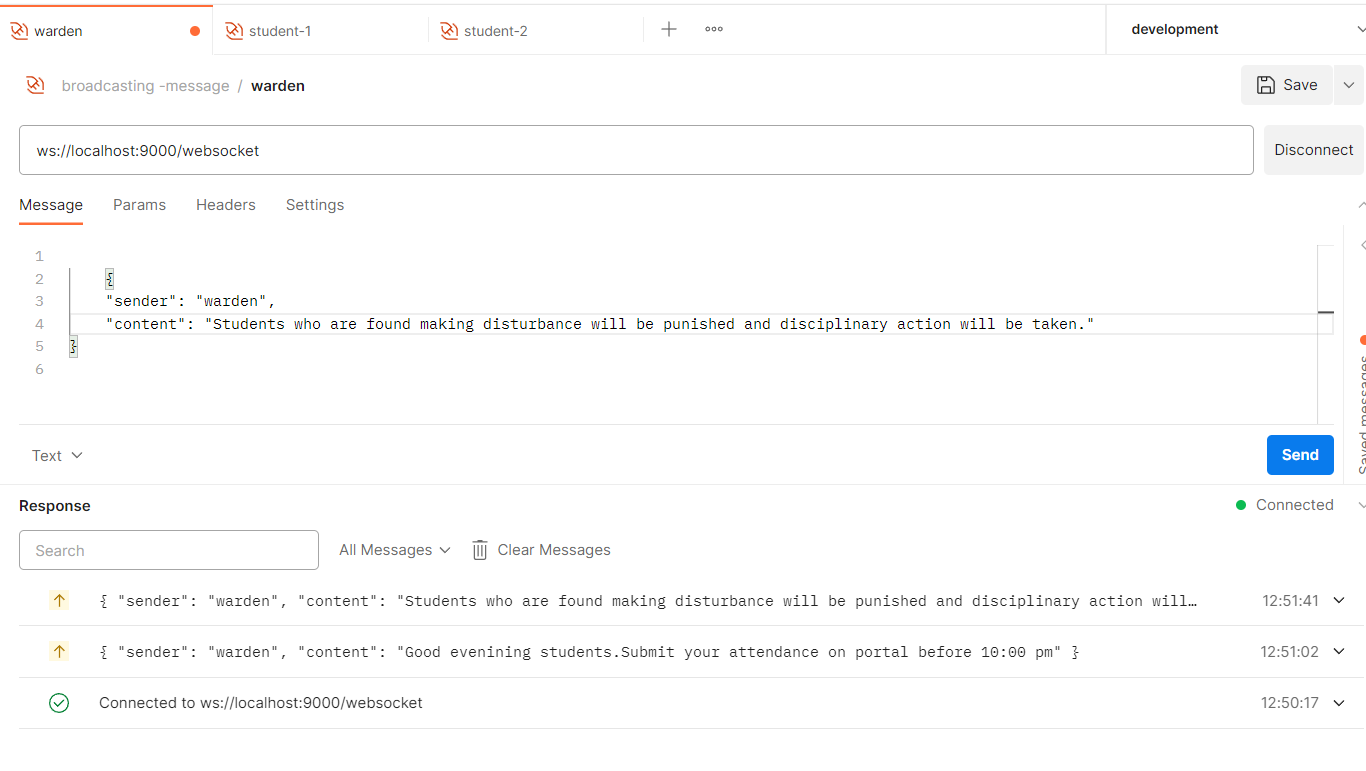 warden student-1 student-2 development
broadcasting -message / warden Save
ws://localhost:9000/websocket Disconnect
Message Params Headers Settings
1
2 {
3 "sender": "warden",
4 "content": "Students who are found making disturbance will be punished and disciplinary action will be taken."
5 }
6
Saved messages
Text Send
Response Connected
Search All Messages Clear Messages
{ "sender": "warden", "content": "Students who are found making disturbance will be punished and disciplinary action will… 12:51:41
{ "sender": "warden", "content": "Good evenining students.Submit your attendance on portal before 10:00 pm" } 12:51:02
Connected to ws://localhost:9000/websocket 12:50:17